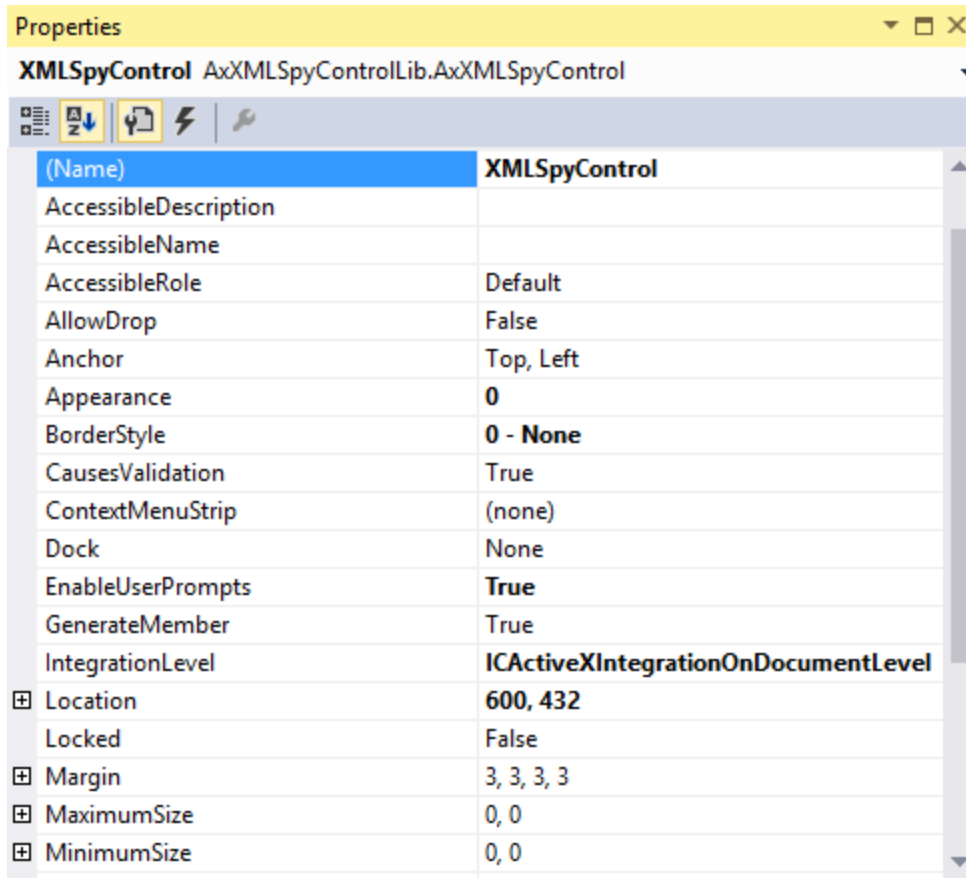 Properties
XMLSpyControl AxXMLSpyControlLib.AxXMLSpyControl
(Name) XMLSpyControl
AccessibleDescription
AccessibleName
AccessibleRole Default
AllowDrop False
Anchor Top, Left
Appearance 0
BorderStyle 0 - None
CausesValidation True
ContextMenuStrip (none)
Dock None
EnableUserPrompts True
GenerateMember True
IntegrationLevel ICActiveXIntegrationOnDocumentLevel
Location 600, 432
Locked False
Margin 3, 3, 3, 3
MaximumSize 0, 0
MinimumSize 0, 0